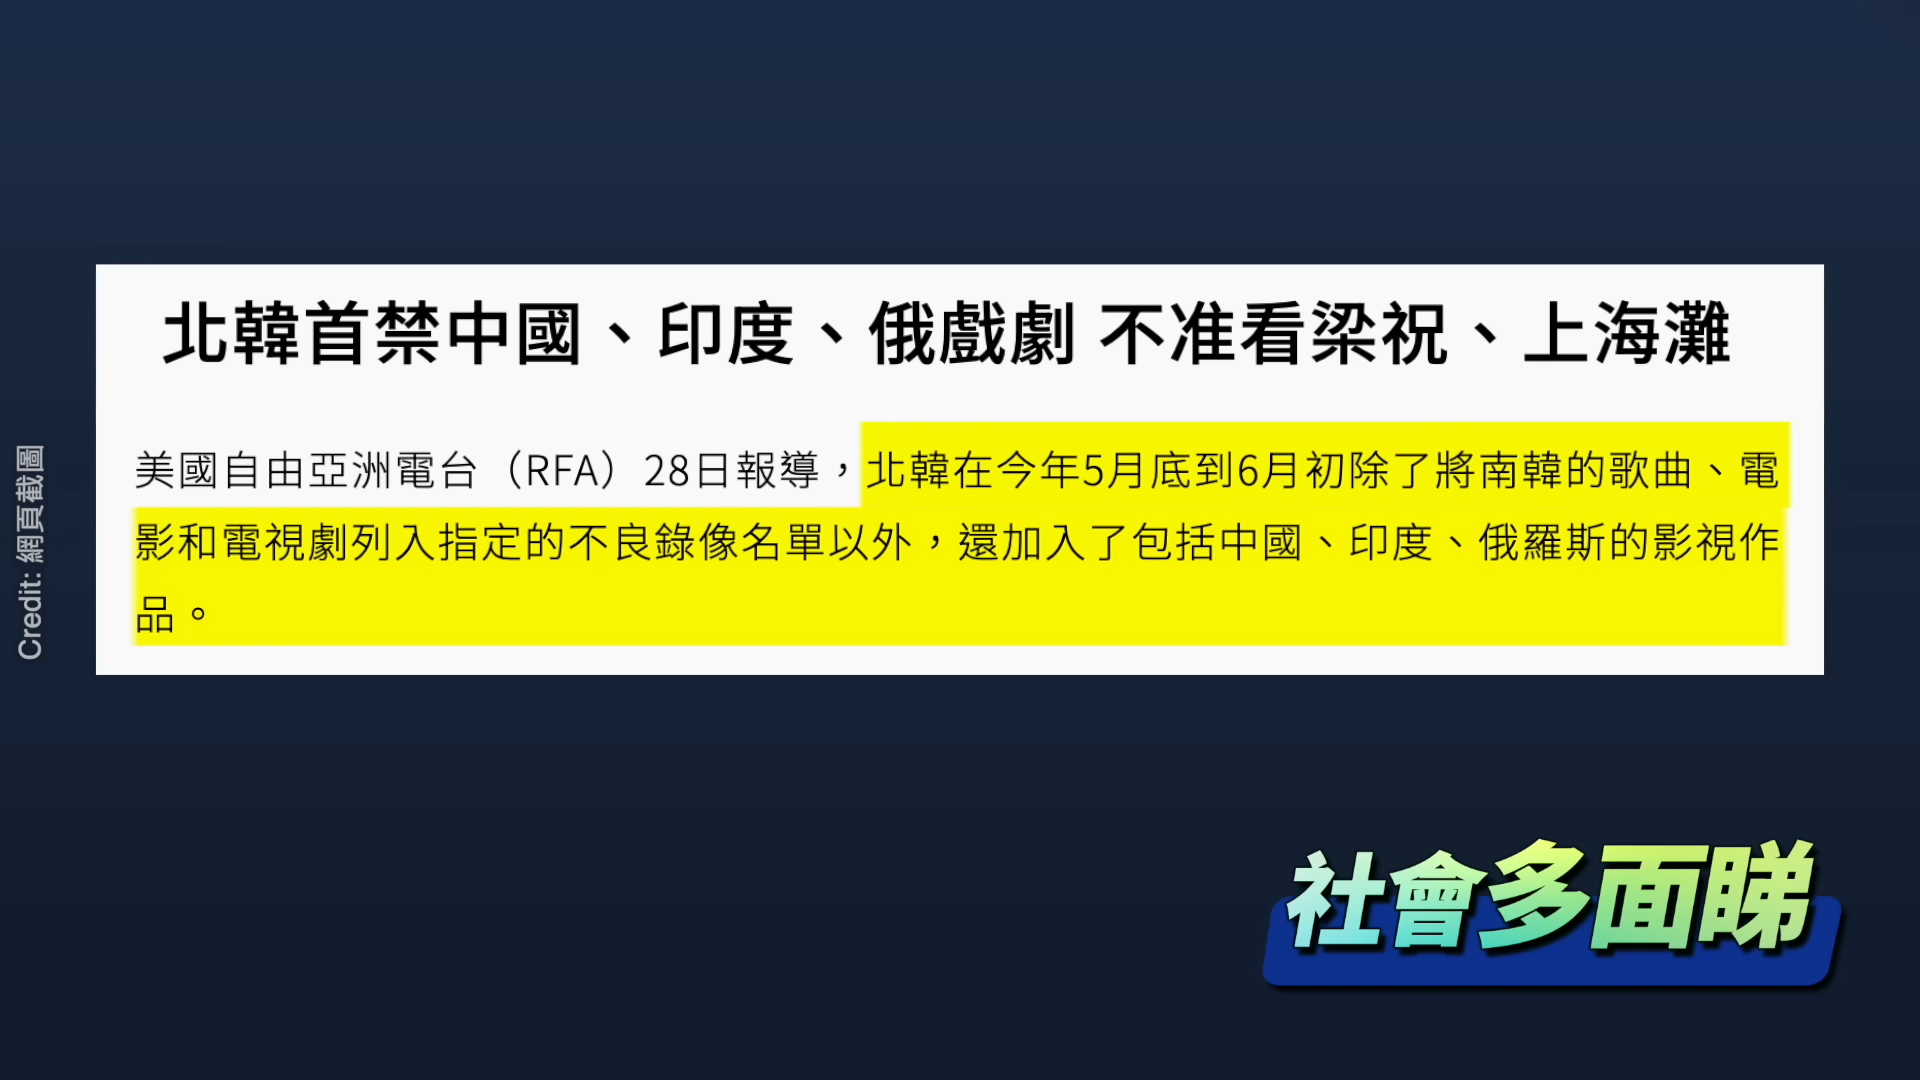 北韓首禁中國、印度、俄戲劇 不准看梁祝、上海灘
美國自由亞洲電台（RFA）28日報導，北韓在今年5月底到6月初除了將南韓的歌曲、電
影和電視劇列入指定的不良錄像名單以外，還加入了包括中國、印度、俄羅斯的影視作
品。
Credit: 網頁截圖
社會多面睇